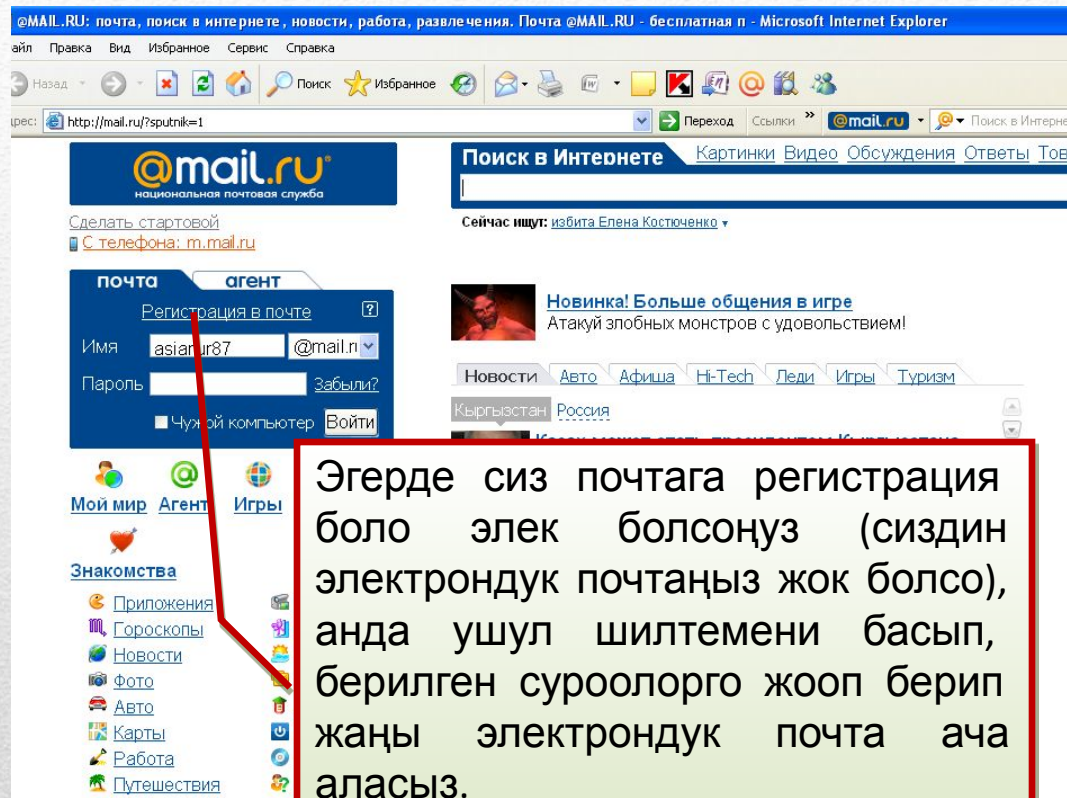 @MAIL.RU: почта, поиск в интернете, новости, работа, развлечения. Почта @MAIL.RU - бесплатная п - Microsoft Internet Explorer
айл Правка Вид Избранное Сервис Справка
Назад Поиск Избранное
рес: http://mail.ru/?sputnik=1 Переход Ссылки » @mail.ru Поиск в Интерне
@mail.ru
национальная почтовая служба
Поиск в Интернете Картинки Видео Обсуждения Ответы Тов
Сделать стартовой
С телефона: m.mail.ru
Сейчас ищут: избита Елена Костюченко
почта агент
Регистрация в почте ?
Имя asianur87 @mail.r
Пароль Забыли?
Чужой компьютер Войти
Новинка! Больше общения в игре
Атакуй злобных монстров с удовольствием!
Новости Авто Афиша Hi-Tech Леди Игры Туризм
Кыргызстан Россия
Мой мир Агент Игры
Знакомства
Приложения
Гороскопы
Новости
Фото
Авто
Карты
Работа
Путешествия
Эгерде сиз почтага регистрация
боло элек болсоңуз (сиздин
электрондук почтаңыз жок болсо),
анда ушул шилтемени басып,
берилген суроолорго жооп берип
жаңы электрондук почта ача
аласыз.